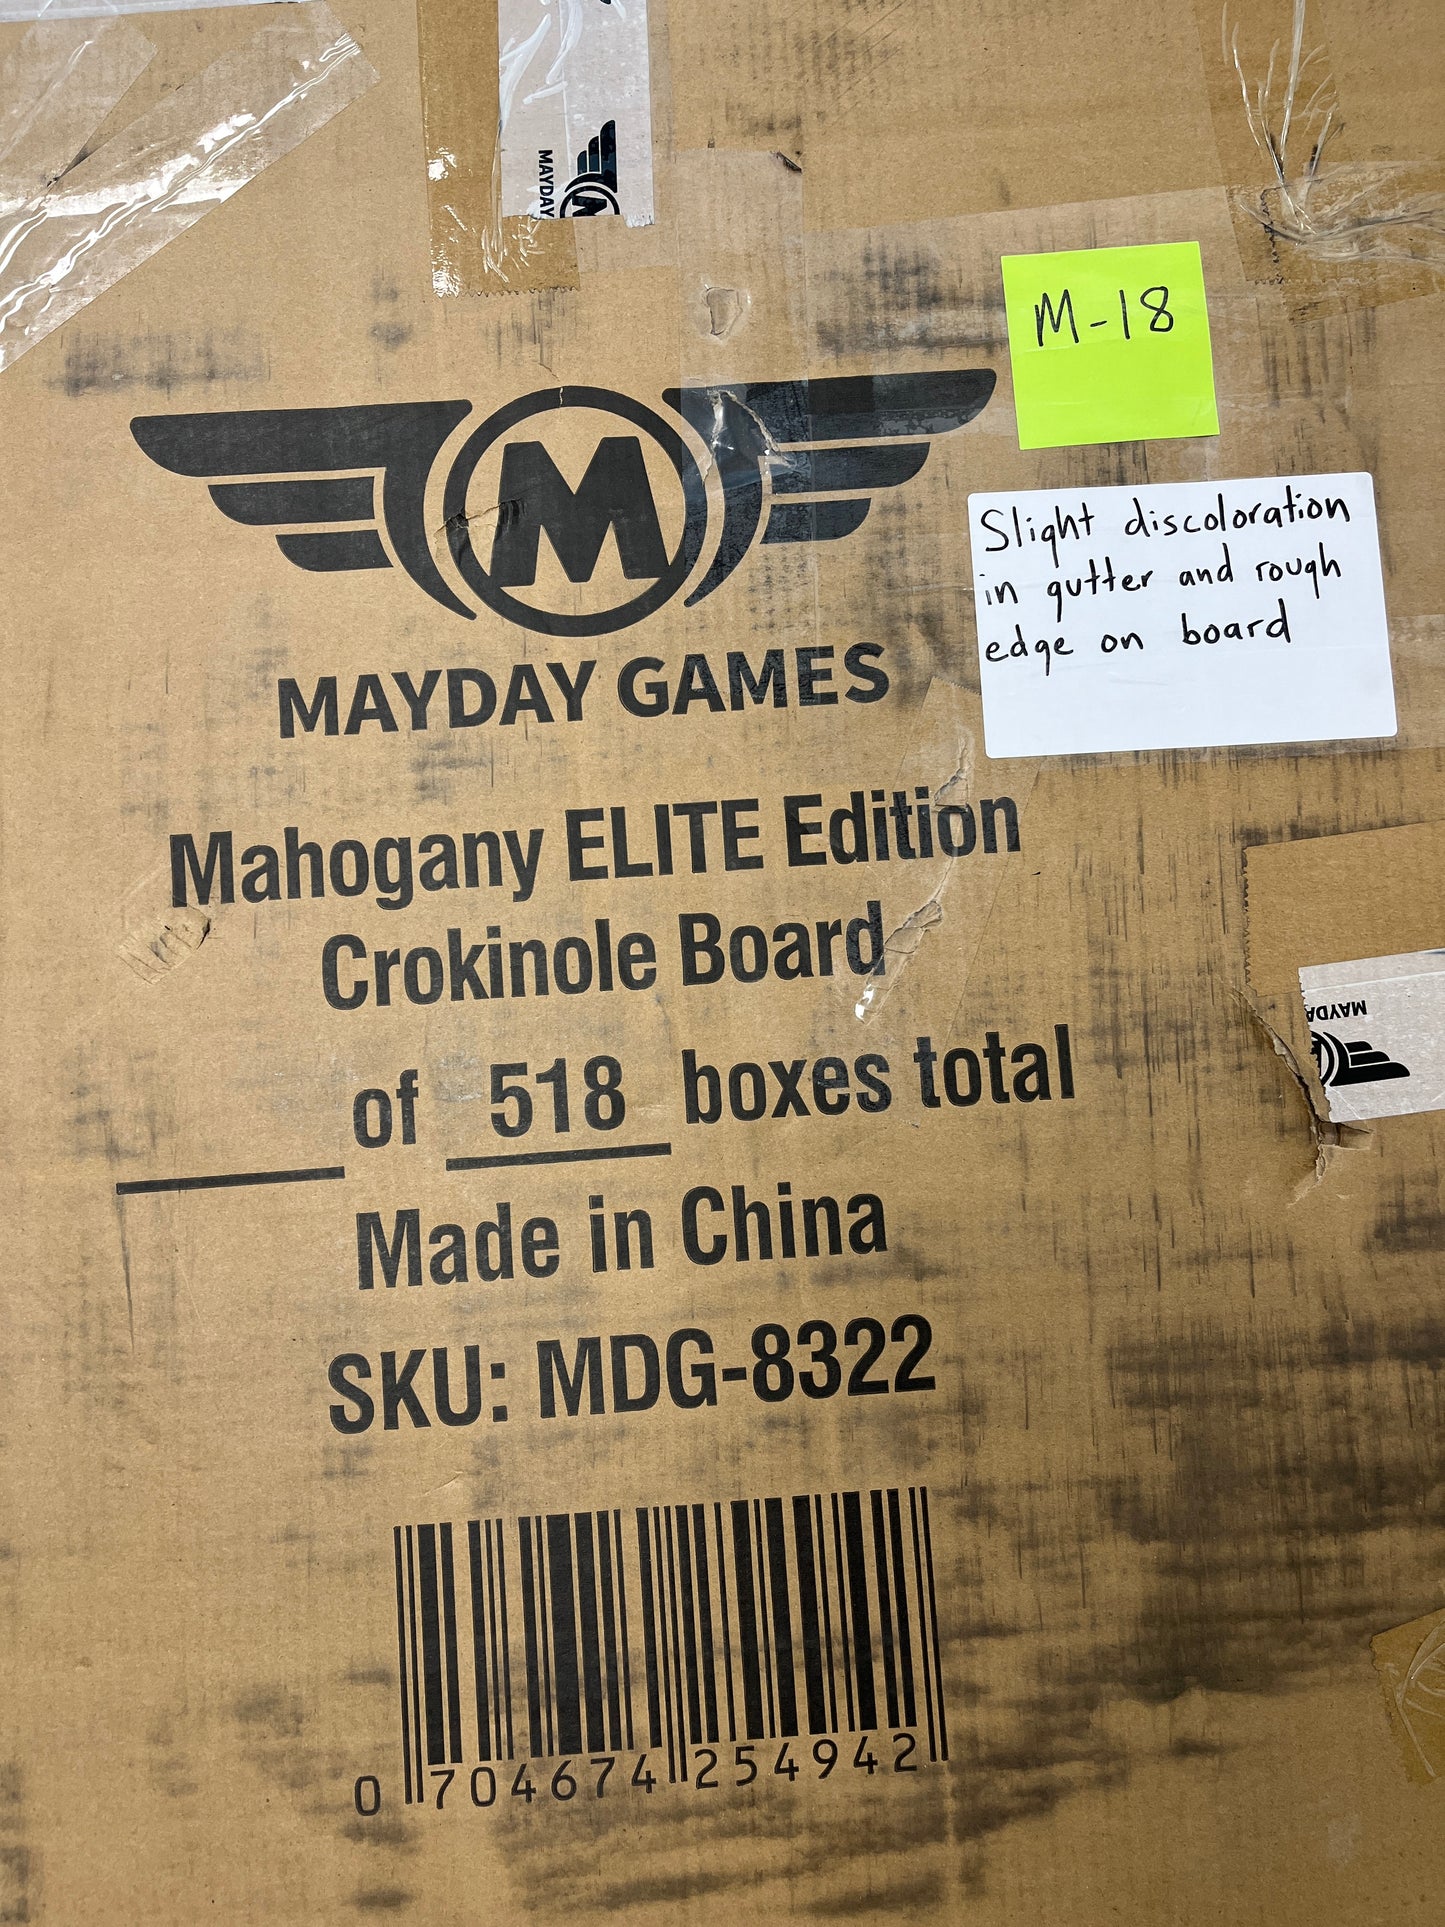 MAYDAY
M-18
M
MAYDAY GAMES
Slight discoloration
in gutter and rough
edge on board
Mahogany ELITE Edition
Crokinole Board
MAYDA
____ of 518 boxes total
Made in China
SKU: MDG-8322
0 704674 254942